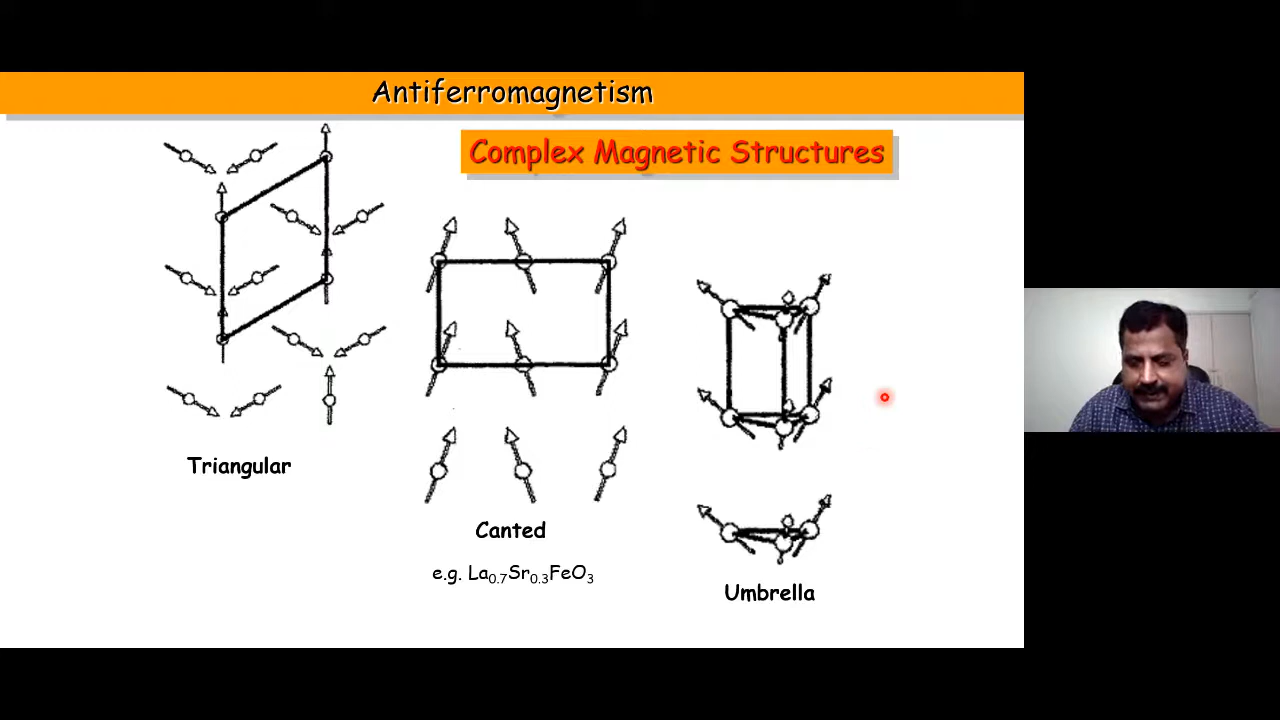 Antiferromagnetism
Complex Magnetic Structures
Triangular
Canted
e.g. La₀.₇Sr₀.₃FeO₃
Umbrella